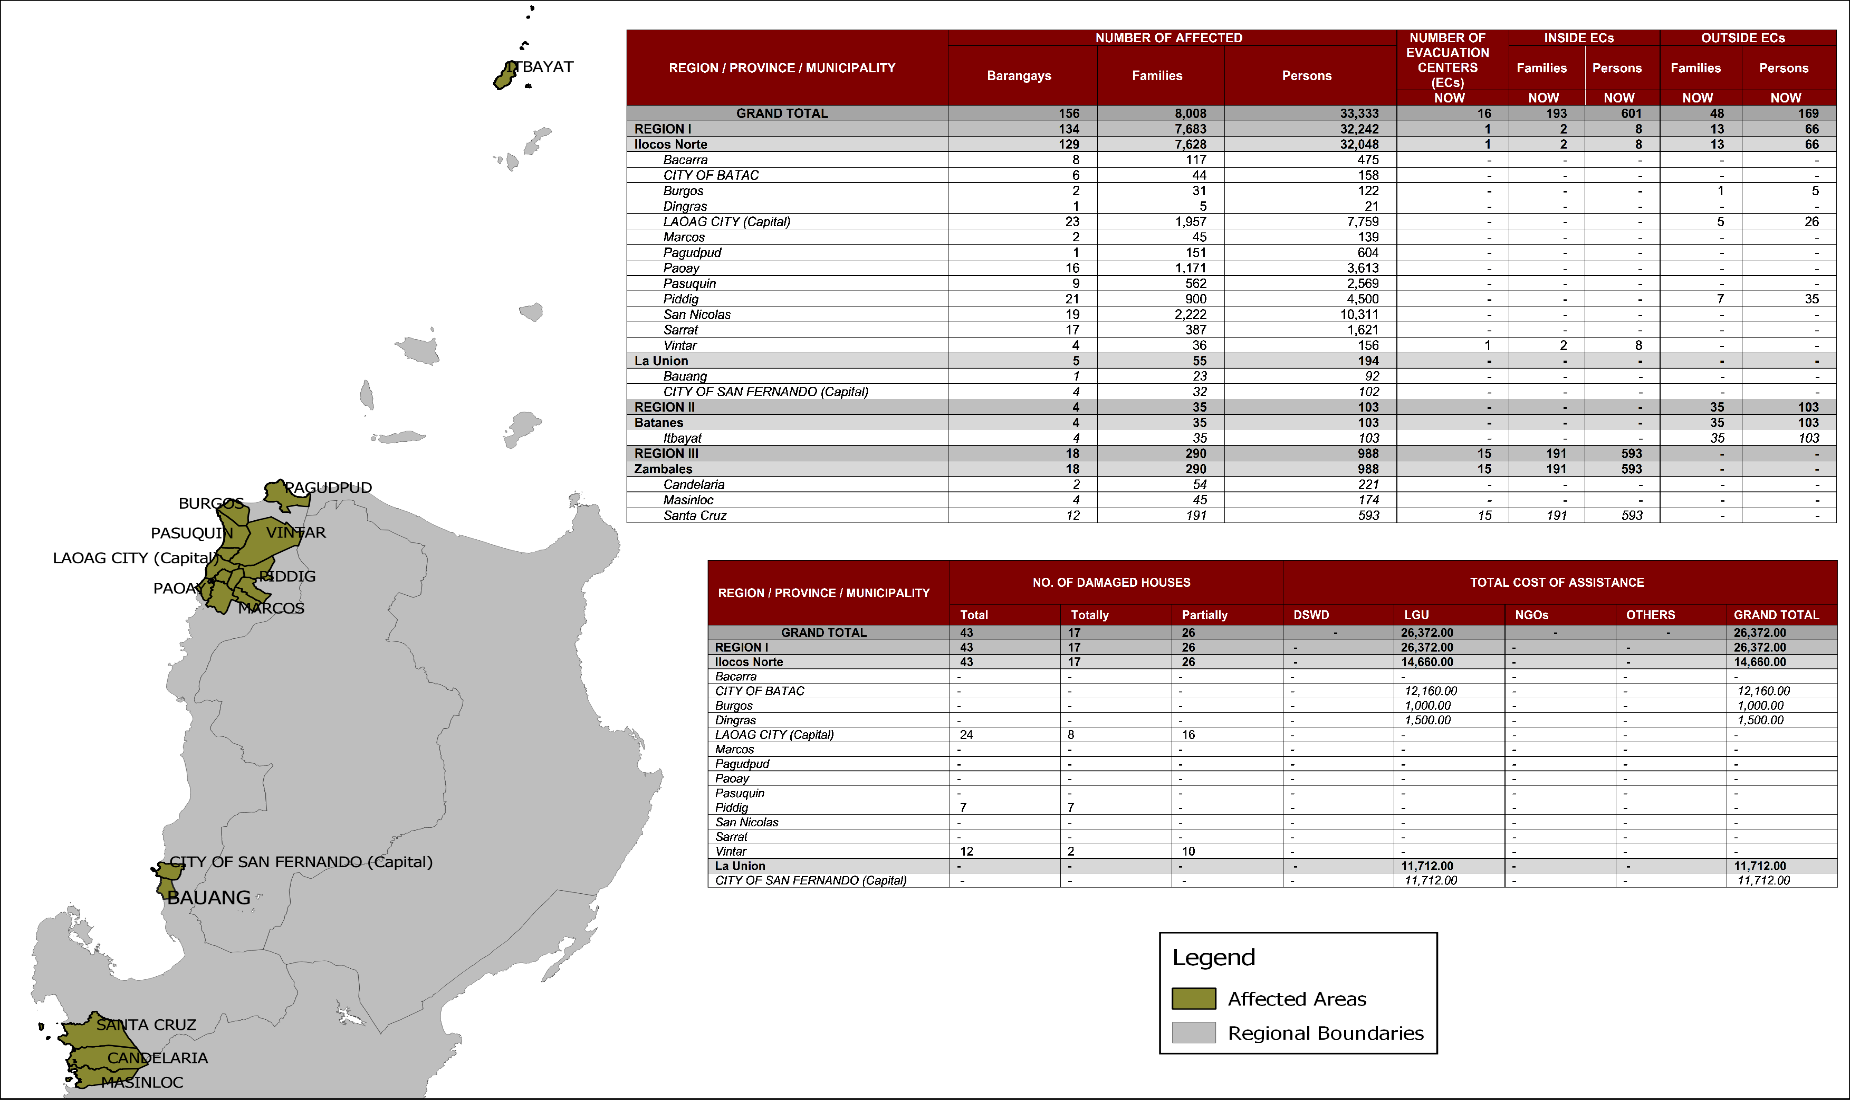 ITBAYAT
PAGUDPUD
BURGOS
PASUQUIN
VINTAR
LAOAG CITY (Capital)
PIDDIG
PAOAY
MARCOS
CITY OF SAN FERNANDO (Capital)
BAUANG
SANTA CRUZ
CANDELARIA
MASINLOC
REGION / PROVINCE / MUNICIPALITY NUMBER OF AFFECTED NUMBER OF EVACUATION CENTERS (ECs) INSIDE ECs OUTSIDE ECs
Barangays Families Persons Families Persons Families Persons
NOW NOW NOW NOW NOW
GRAND TOTAL 156 8,008 33,333 16 193 601 48 169
REGION I 134 7,683 32,242 1 2 8 13 66
Ilocos Norte 129 7,628 32,048 1 2 8 13 66
Bacarra 8 117 475 - - - - -
CITY OF BATAC 6 44 158 - - - - -
Burgos 2 31 122 - - - 1 5
Dingras 1 5 21 - - - - -
LAOAG CITY (Capital) 23 1,957 7,759 - - - 5 26
Marcos 2 45 139 - - - - -
Pagudpud 1 151 604 - - - - -
Paoay 16 1,171 3,613 - - - - -
Pasuquin 9 562 2,569 - - - - -
Piddig 21 900 4,500 - - - 7 35
San Nicolas 19 2,222 10,311 - - - - -
Sarrat 17 387 1,621 - - - - -
Vintar 4 36 156 1 2 8 - -
La Union 5 55 194 - - - - -
Bauang 1 23 92 - - - - -
CITY OF SAN FERNANDO (Capital) 4 32 102 - - - - -
REGION II 4 35 103 - - - 35 103
Batanes 4 35 103 - - - 35 103
Itbayat 4 35 103 - - - 35 103
REGION III 18 290 988 15 191 593 - -
Zambales 18 290 988 15 191 593 - -
Candelaria 2 54 221 - - - - -
Masinloc 4 45 174 - - - - -
Santa Cruz 12 191 593 15 191 593 - -
REGION / PROVINCE / MUNICIPALITY NO. OF DAMAGED HOUSES TOTAL COST OF ASSISTANCE
Total Totally Partially DSWD LGU NGOs OTHERS GRAND TOTAL
GRAND TOTAL 43 17 26 - 26,372.00 - - 26,372.00
REGION I 43 17 26 - 26,372.00 - - 26,372.00
Ilocos Norte 43 17 26 - 14,660.00 - - 14,660.00
Bacarra - - - - - - - -
CITY OF BATAC - - - - 12,160.00 - - 12,160.00
Burgos - - - - 1,000.00 - - 1,000.00
Dingras - - - - 1,500.00 - - 1,500.00
LAOAG CITY (Capital) 24 8 16 - - - - -
Marcos - - - - - - - -
Pagudpud - - - - - - - -
Paoay - - - - - - - -
Pasuquin - - - - - - - -
Piddig 7 7 - - - - - -
San Nicolas - - - - - - - -
Sarrat - - - - - - - -
Vintar 12 2 10 - - - - -
La Union - - - - 11,712.00 - - 11,712.00
CITY OF SAN FERNANDO (Capital) - - - - 11,712.00 - - 11,712.00
Legend
Affected Areas
Regional Boundaries